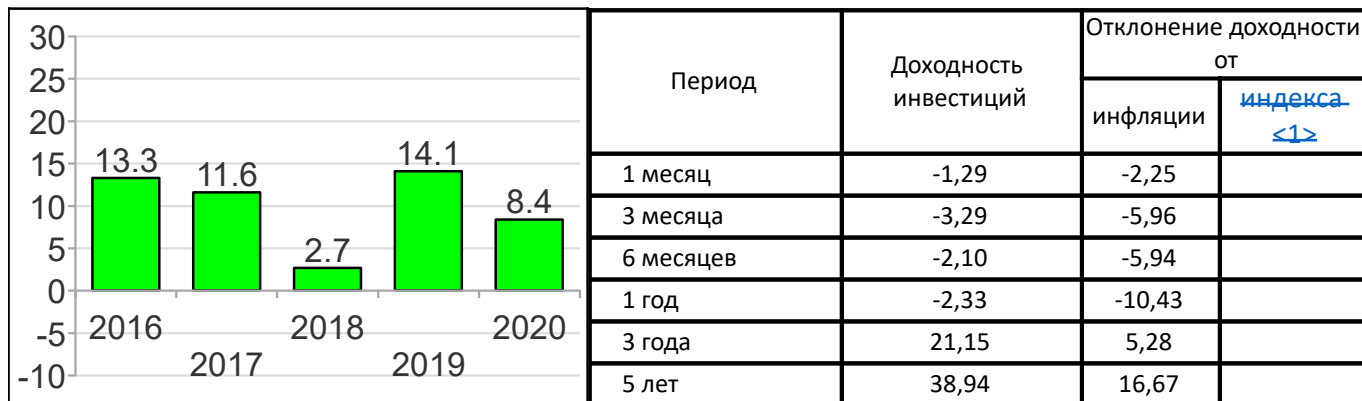 30
25
20
15
10
5
0
-5
-10
13.3
11.6
2.7
14.1
8.4
2016
2017
2018
2019
2020
Период
Доходность
инвестиций
Отклонение доходности
от
инфляции
индекса
<1>
1 месяц -1,29 -2,25
3 месяца -3,29 -5,96
6 месяцев -2,10 -5,94
1 год -2,33 -10,43
3 года 21,15 5,28
5 лет 38,94 16,67